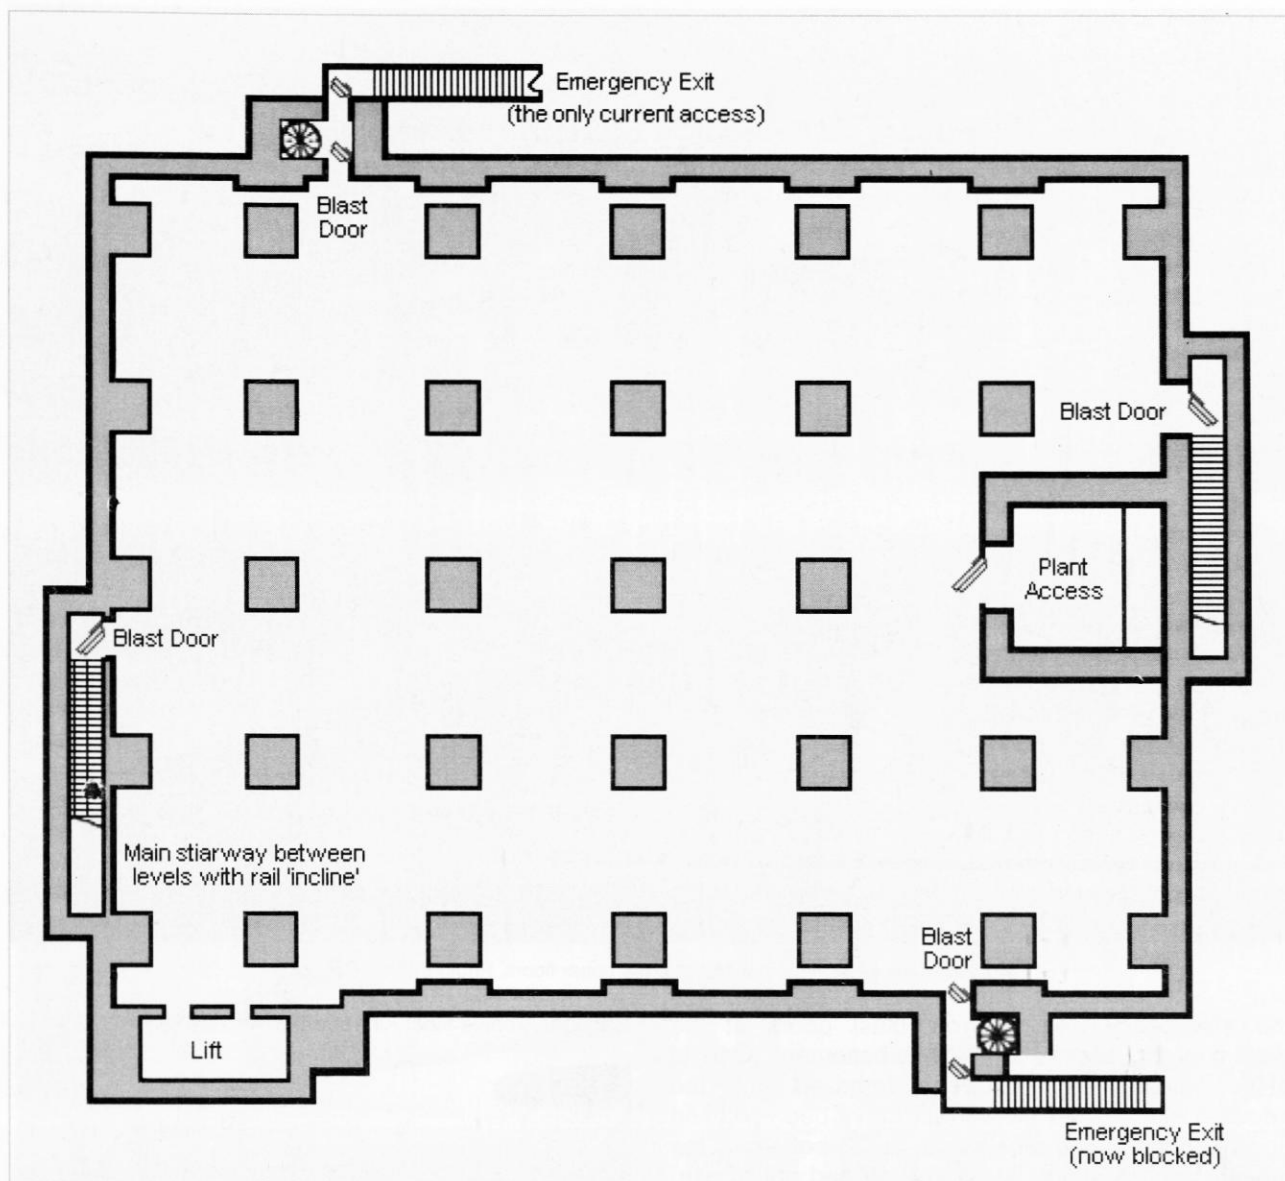 Emergency Exit
(the only current access)
Blast
Door
Blast Door
Plant
Access
Blast Door
Main stiarway between
levels with rail 'incline'
Blast
Door
Lift
Emergency Exit
(now blocked)